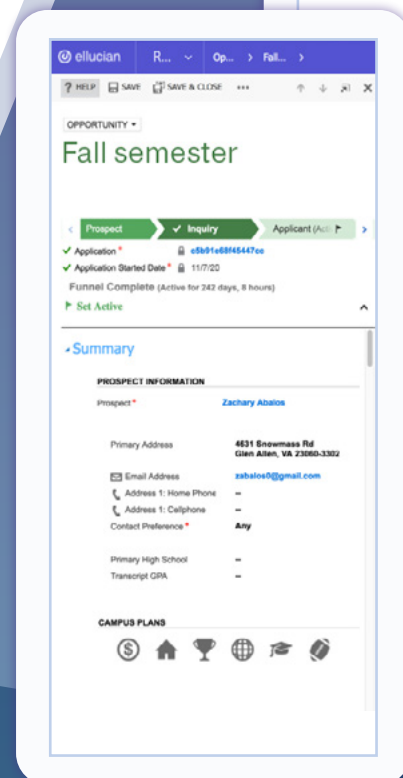 ellucian R... Op... > Fall... >
? HELP SAVE SAVE & CLOSE ...
OPPORTUNITY
Fall semester
< Prospect ✓ Inquiry Applicant (Acti >
✓ Application * e5b91e68f45447cc
✓ Application Started Date * 11/7/20
Funnel Complete (Active for 242 days, 8 hours)
Set Active
Summary
PROSPECT INFORMATION
Prospect * Zachary Abalos
Primary Address 4631 Snowmass Rd
Glen Allen, VA 23060-3302
Email Address zabalos0@gmail.com
Address 1: Home Phone --
Address 1: Cellphone --
Contact Preference * Any
Primary High School --
Transcript GPA --
CAMPUS PLANS